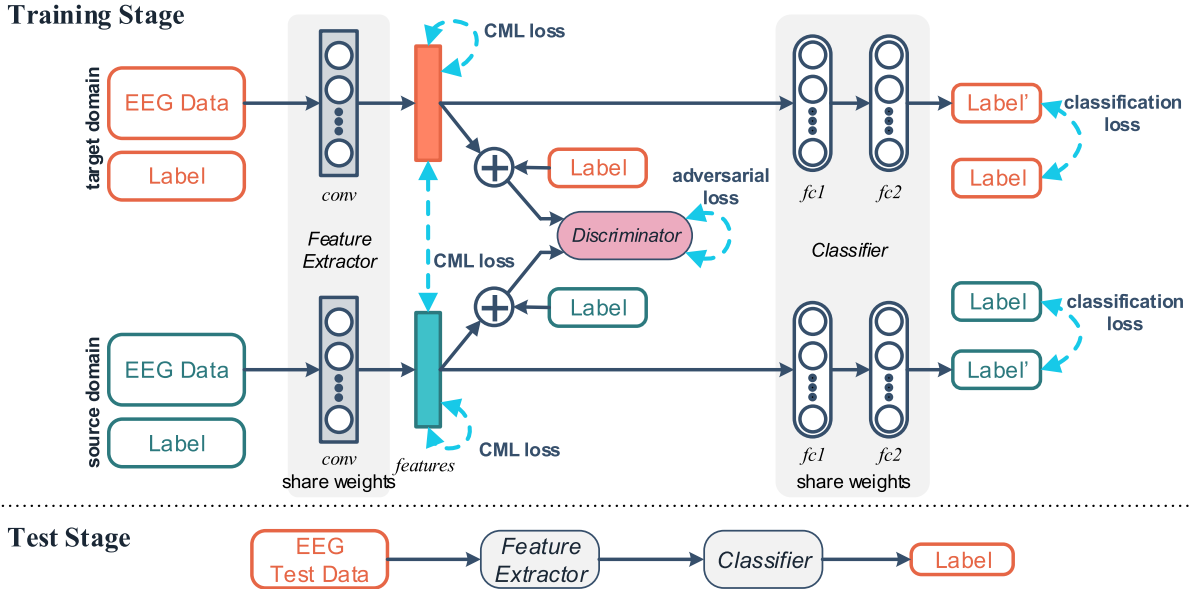 Training Stage
target domain
EEG Data
Label
conv
CML loss
Label
adversarial
loss
Discriminator
Feature
Extractor
CML loss
Label
fc1
fc2
Classifier
Label’
Label
classification
loss
source domain
EEG Data
Label
conv
share weights
features
CML loss
fc1
fc2
share weights
Label
Label’
classification
loss
Test Stage
EEG
Test Data
Feature
Extractor
Classifier
Label